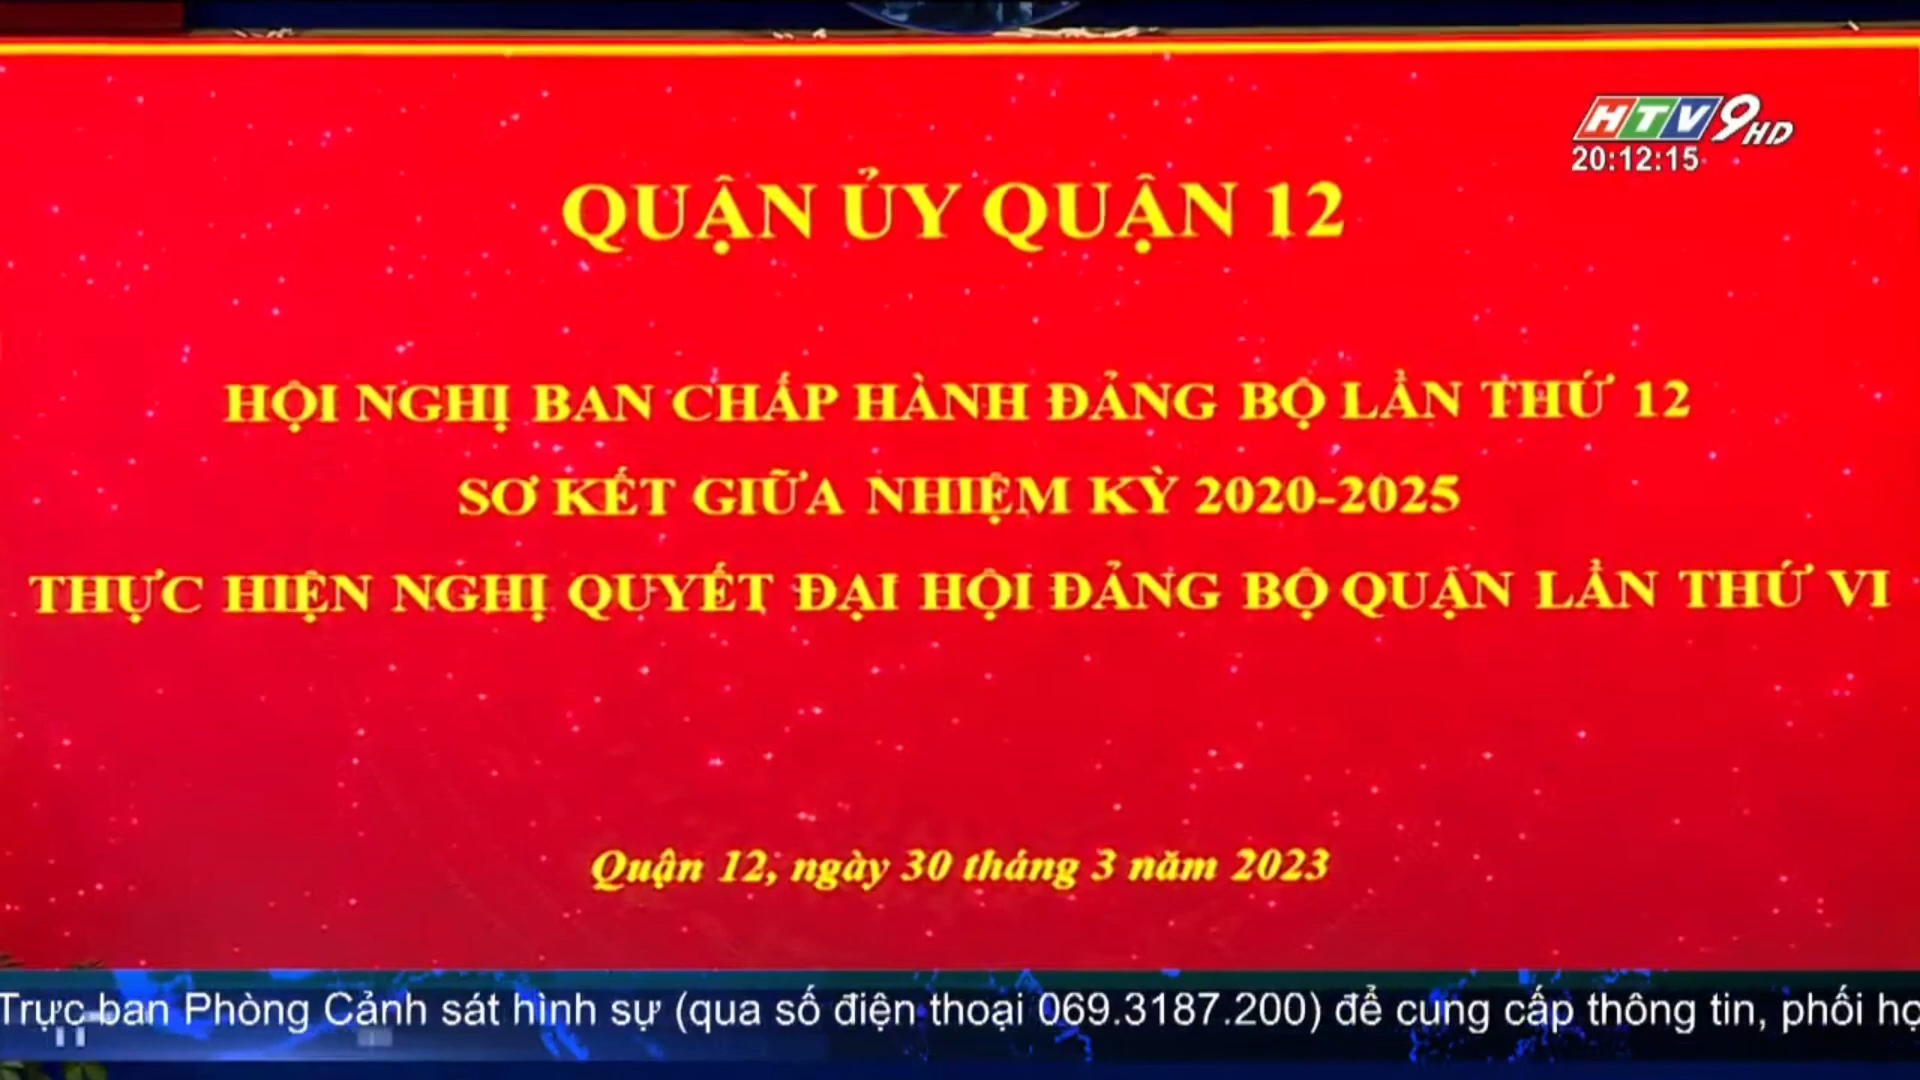 HTV9 HD
20:12:15
QUẬN ỦY QUẬN 12
HỘI NGHỊ BAN CHẤP HÀNH ĐẢNG BỘ LẦN THỨ 12
SƠ KẾT GIỮA NHIỆM KỲ 2020-2025
THỰC HIỆN NGHỊ QUYẾT ĐẠI HỘI ĐẢNG BỘ QUẬN LẦN THỨ VI
Quận 12, ngày 30 tháng 3 năm 2023
Trực ban Phòng Cảnh sát hình sự (qua số điện thoại 069.3187.200) để cung cấp thông tin, phối